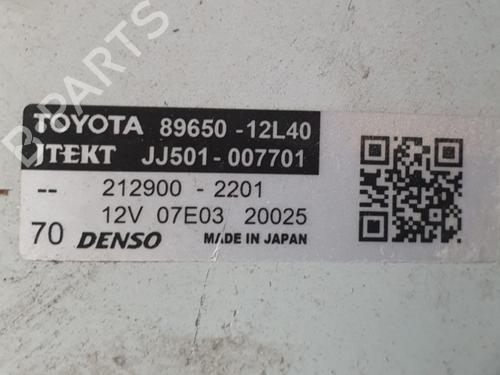 TOYOTA 89650-12L40
JTEKT JJ501-007701
-- 212900-2201
12V 07E03 20025
70 DENSO MADE IN JAPAN
B-PARTS